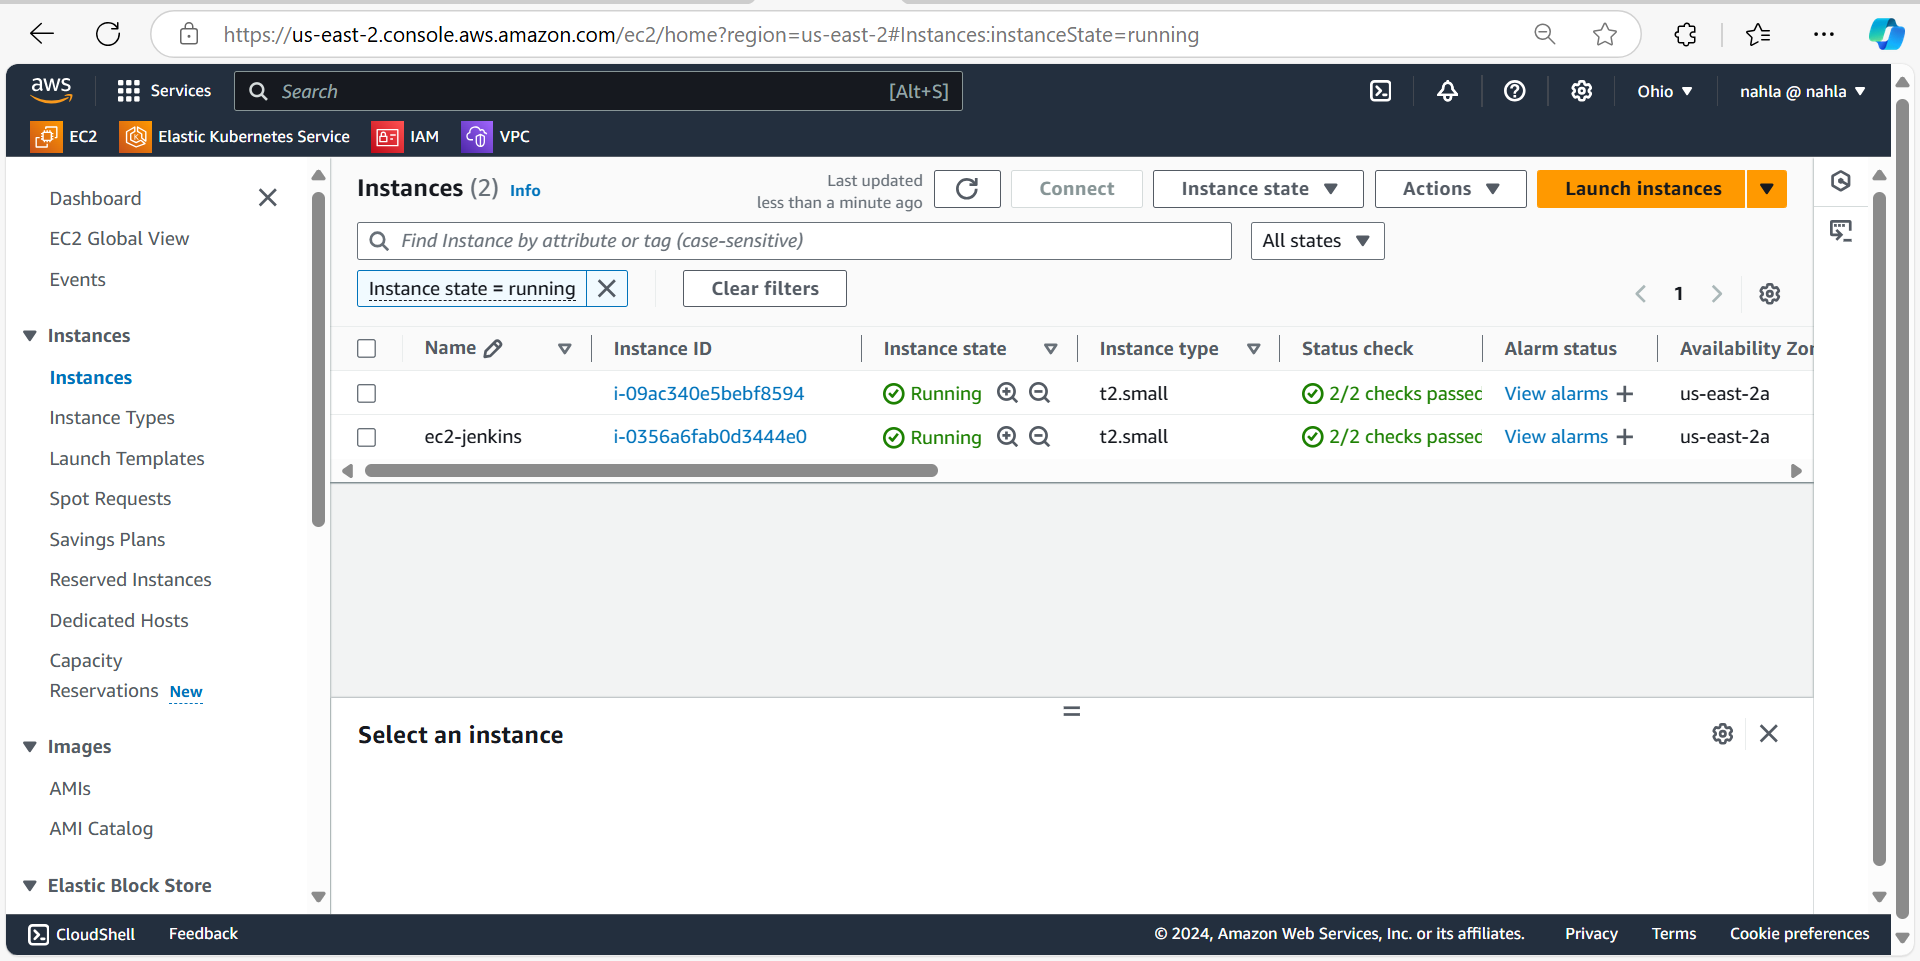 https://us-east-2.console.aws.amazon.com/ec2/home?region=us-east-2#Instances:instanceState=running
aws Services Search [Alt+S] Ohio nahla @ nahla
EC2 Elastic Kubernetes Service IAM VPC
Dashboard
EC2 Global View
Events
Instances
Instances
Instance Types
Launch Templates
Spot Requests
Savings Plans
Reserved Instances
Dedicated Hosts
Capacity
Reservations New
Images
AMIs
AMI Catalog
Elastic Block Store
Instances (2) Info
Last updated
less than a minute ago
Connect Instance state Actions Launch instances
Find Instance by attribute or tag (case-sensitive) All states
Instance state = running Clear filters 1
Name Instance ID Instance state Instance type Status check Alarm status Availability Zor
i-09ac340e5bebf8594 Running t2.small 2/2 checks passed View alarms us-east-2a
ec2-jenkins i-0356a6fab0d3444e0 Running t2.small 2/2 checks passed View alarms us-east-2a
Select an instance
CloudShell Feedback © 2024, Amazon Web Services, Inc. or its affiliates. Privacy Terms Cookie preferences